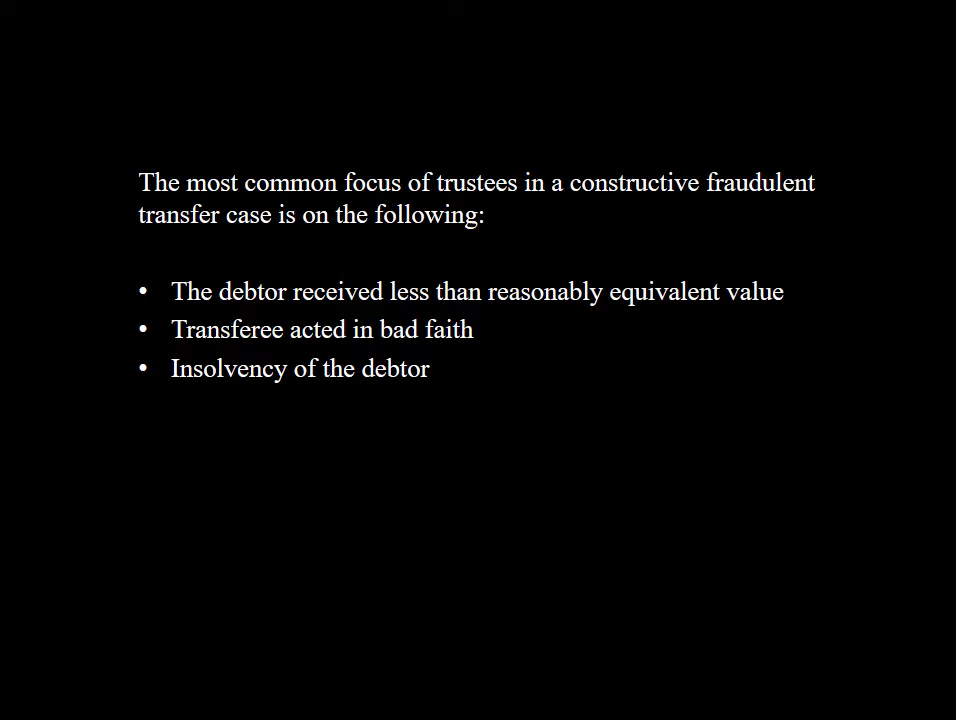 The most common focus of trustees in a constructive fraudulent
transfer case is on the following:
• The debtor received less than reasonably equivalent value
• Transferee acted in bad faith
• Insolvency of the debtor